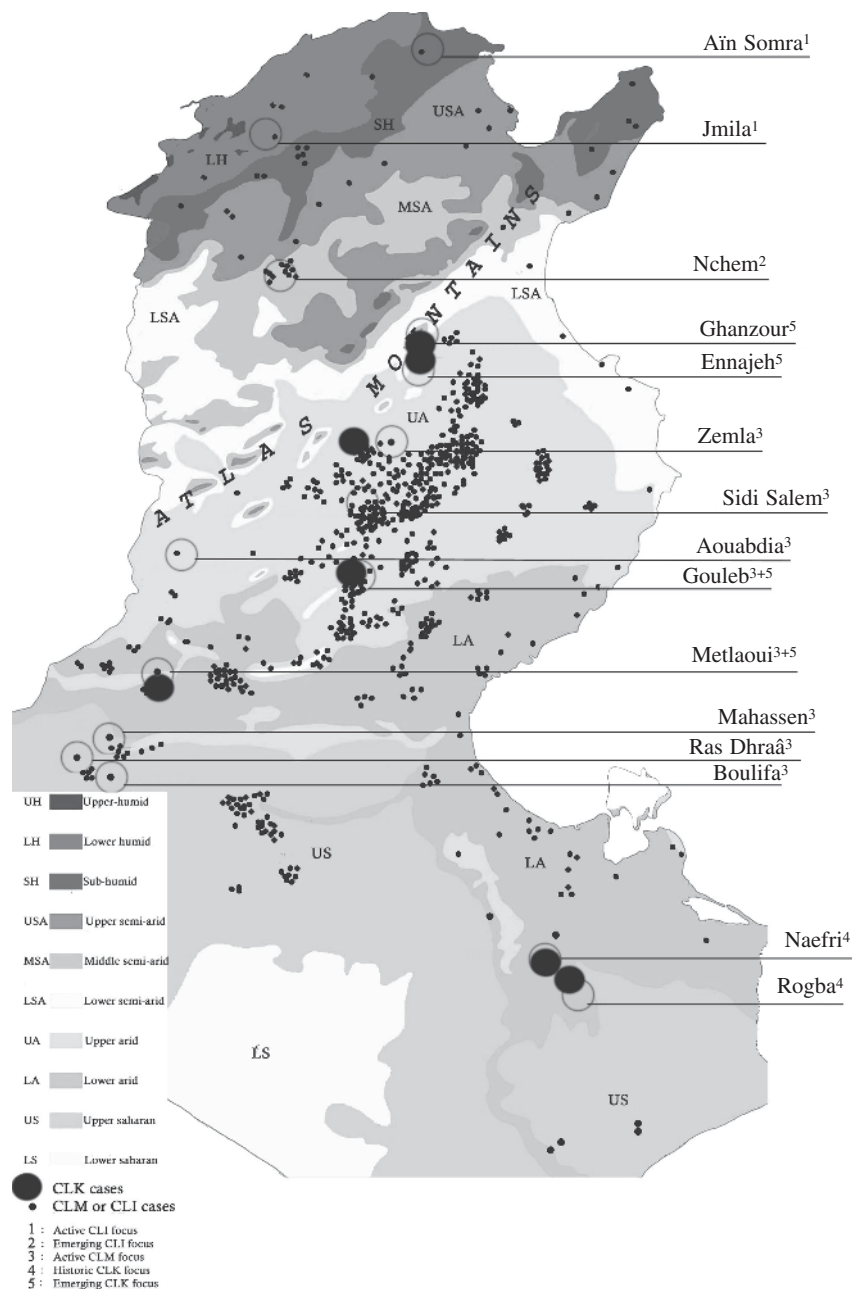 Aïn Somra¹
USA
SH
Jmila¹
LH
MSA
ATLAS MOUNTAINS
Nchem²
LSA
LSA
Ghanzour⁵
Ennajeh⁵
UA
Zemla³
Sidi Salem³
Aouabdia³
Gouleb³⁺⁵
LA
Metlaoui³⁺⁵
Mahassen³
Ras Dhraâ³
Boulifa³
UH Upper-humid
LH Lower humid
US
LA
SH Sub-humid
USA Upper semi-arid
Naefri⁴
MSA Middle semi-arid
Rogba⁴
LSA Lower semi-arid
UA Upper arid
LS
LA Lower arid
US
US Upper saharan
LS Lower saharan
CLK cases
CLM or CLI cases
1 : Active CLI focus
2 : Emerging CLI focus
3 : Active CLM focus
4 : Historic CLK focus
5 : Emerging CLK focus